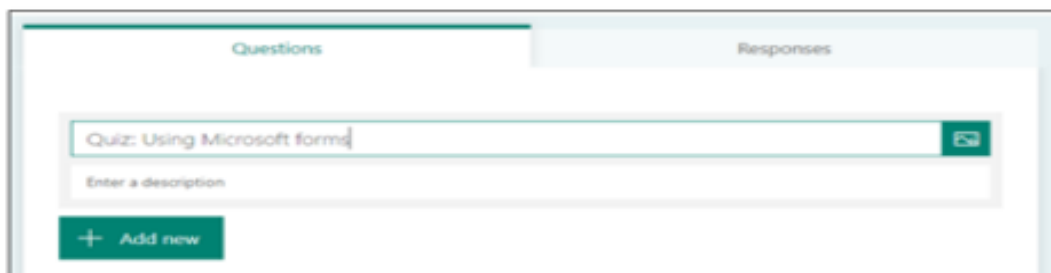 Questions
Responses
Quiz: Using Microsoft forms
Enter a description
+ Add new